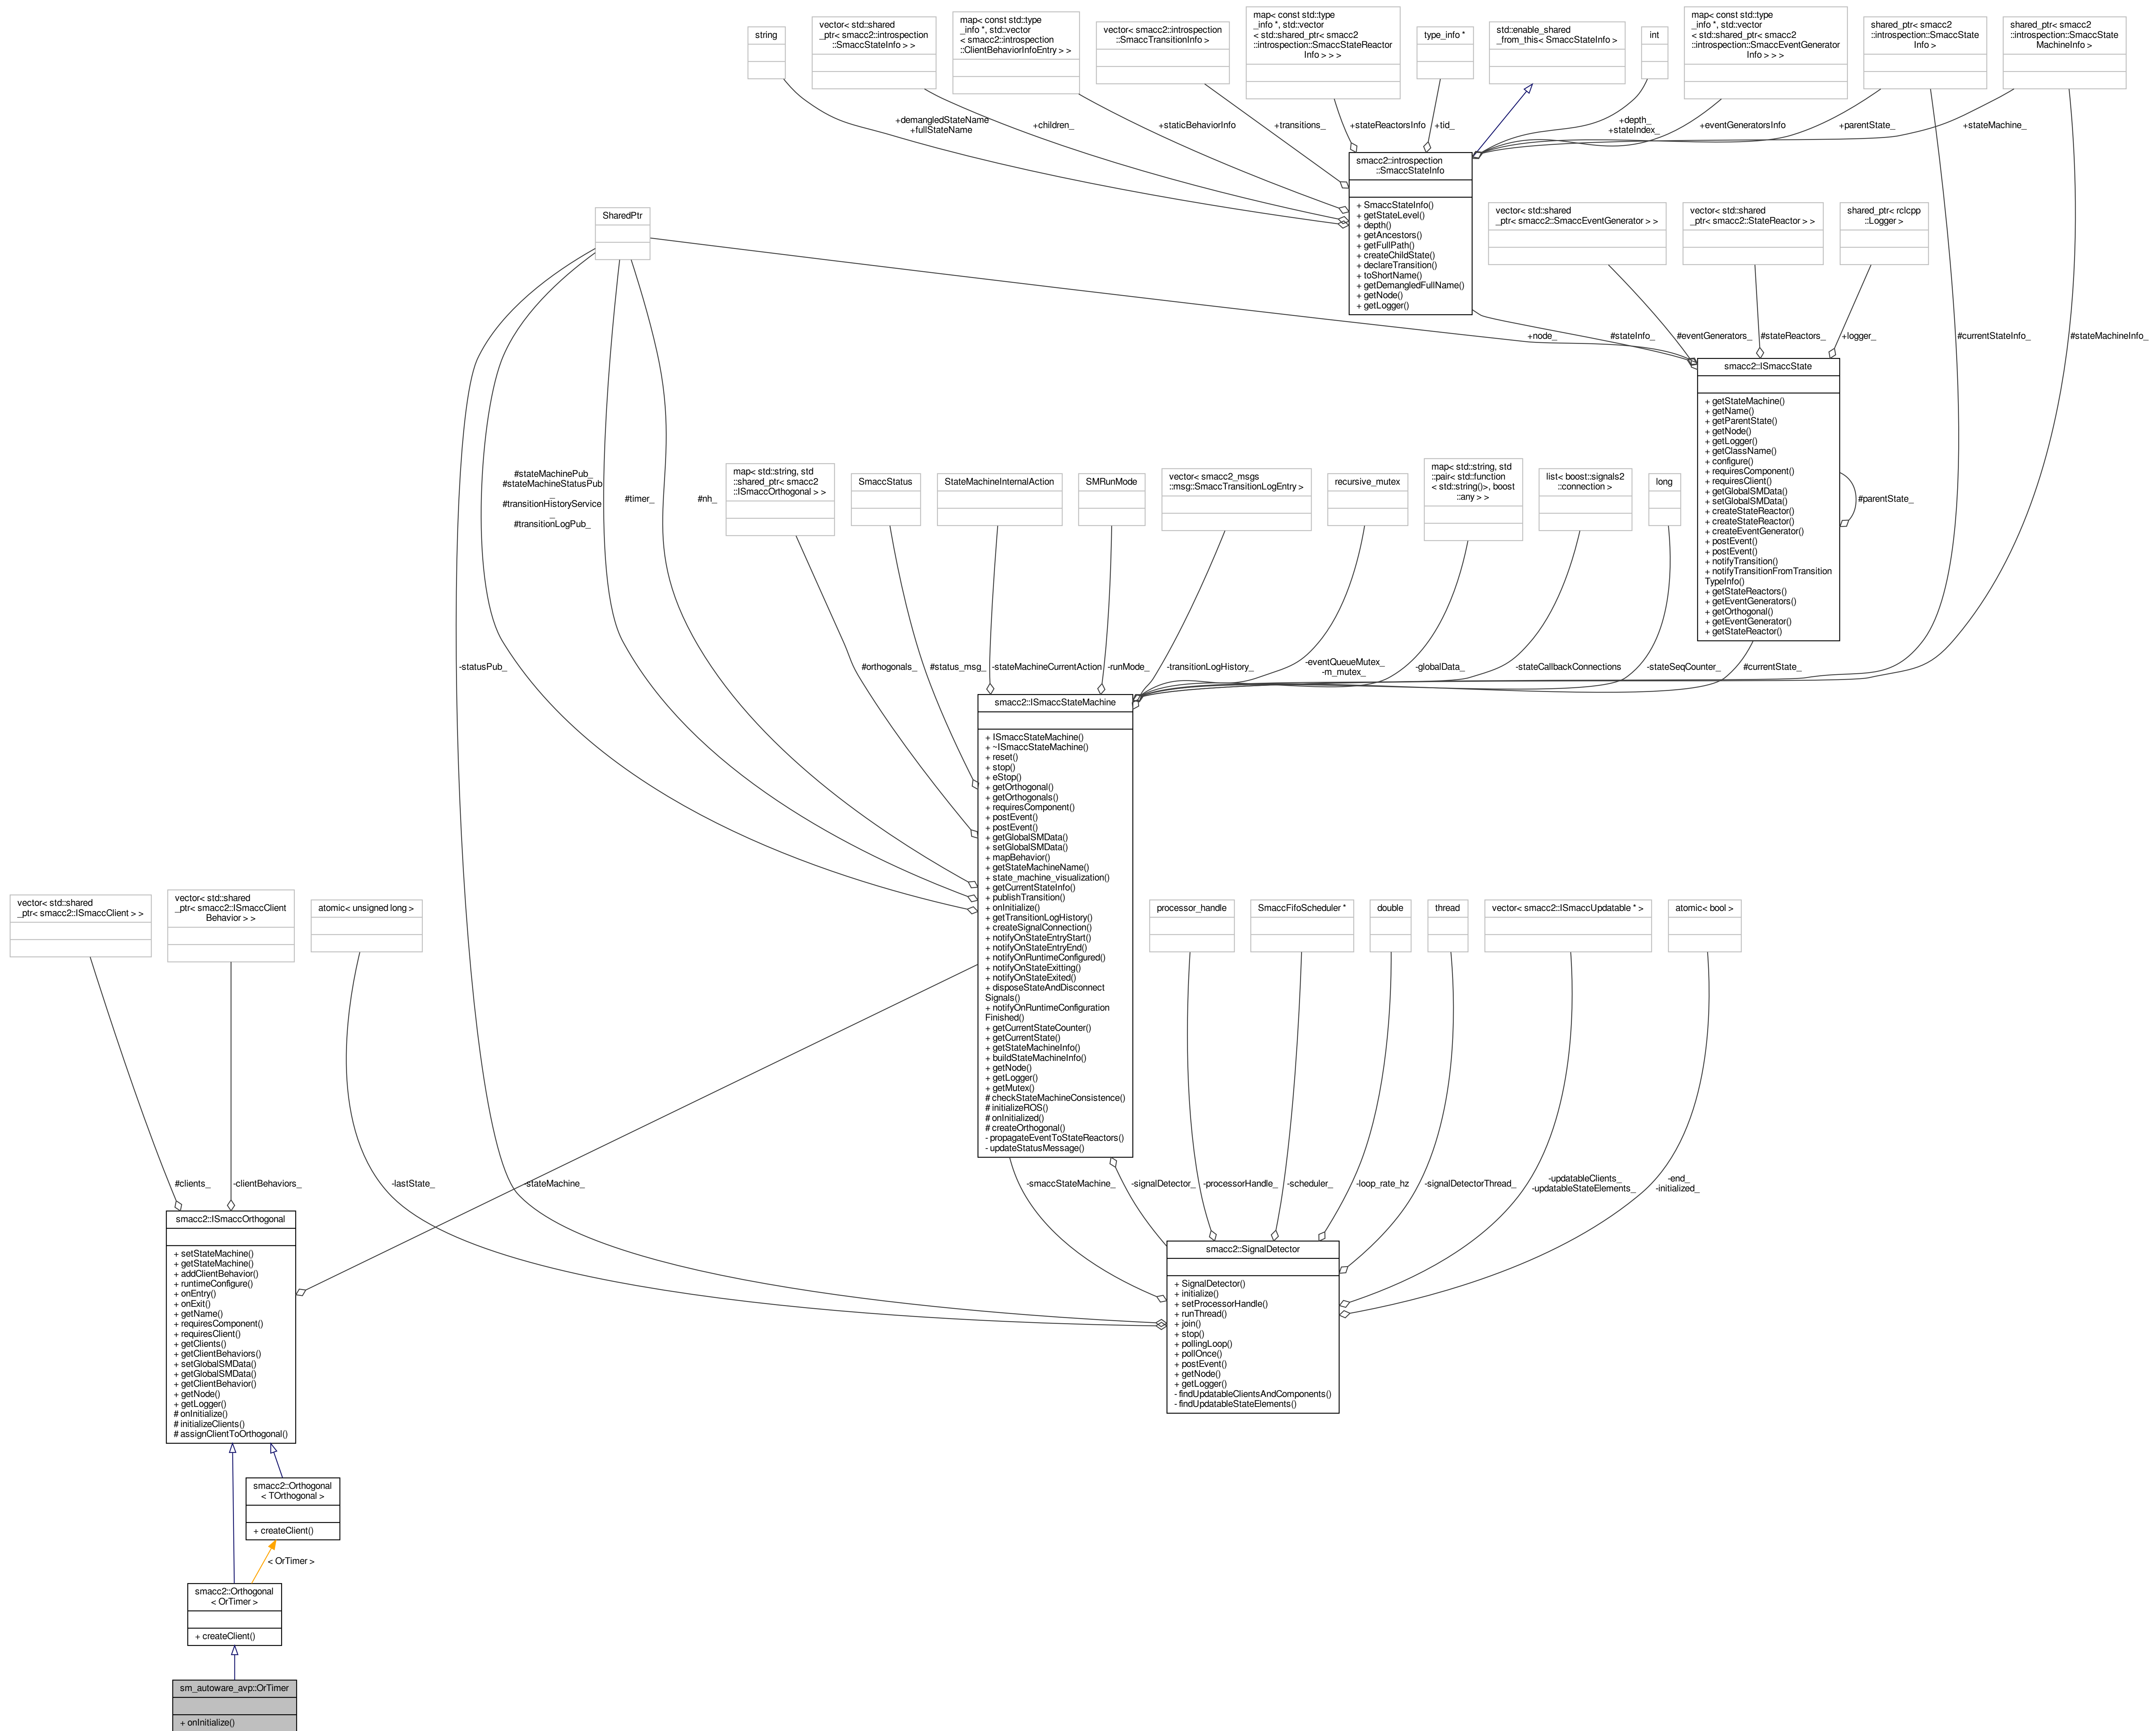 string
vector< std::shared
_ptr< smacc2::introspection
::SmaccStateInfo > >
map< const std::type
_info *, std::vector
< smacc2::introspection
::ClientBehaviorInfoEntry > >
vector< smacc2::introspection
::SmaccTransitionInfo >
map< const std::type
_info *, std::vector
< std::shared_ptr< smacc2
::introspection::SmaccStateReactor
Info > > >
type_info *
std::enable_shared
_from_this< SmaccStateInfo >
int
map< const std::type
_info *, std::vector
< std::shared_ptr< smacc2
::introspection::SmaccEventGenerator
Info > > >
shared_ptr< smacc2
::introspection::SmaccState
Info >
shared_ptr< smacc2
::introspection::SmaccState
MachineInfo >
+demangledStateName
+fullStateName
+children_
+staticBehaviorInfo
+transitions_
+stateReactorsInfo
+tid_
+depth_
+stateIndex_
+eventGeneratorsInfo
+parentState_
+stateMachine_
smacc2::introspection
::SmaccStateInfo
+ SmaccStateInfo()
+ getStateLevel()
+ depth()
+ getAncestors()
+ getFullPath()
+ createChildState()
+ declareTransition()
+ toShortName()
+ getDemangledFullName()
+ getNode()
+ getLogger()
SharedPtr
vector< std::shared
_ptr< smacc2::SmaccEventGenerator > >
vector< std::shared
_ptr< smacc2::StateReactor > >
shared_ptr< rclcpp
::Logger >
+node_
#stateInfo_
#eventGenerators_
#stateReactors_
+logger_
#currentStateInfo_
#stateMachineInfo_
smacc2::ISmaccState
+ getStateMachine()
+ getName()
+ getParentState()
+ getNode()
+ getLogger()
+ getClassName()
+ configure()
+ requiresComponent()
+ requiresClient()
+ getGlobalSMData()
+ setGlobalSMData()
+ createStateReactor()
+ createStateReactor()
+ createEventGenerator()
+ postEvent()
+ postEvent()
+ notifyTransition()
+ notifyTransitionFromTransition
TypeInfo()
+ getStateReactors()
+ getEventGenerators()
+ getOrthogonal()
+ getEventGenerator()
+ getStateReactor()
#parentState_
#stateMachinePub_
#stateMachineStatusPub
_
#transitionHistoryService
_
#transitionLogPub_
#timer_
#nh_
map< std::string, std
::shared_ptr< smacc2
::ISmaccOrthogonal > >
SmaccStatus
StateMachineInternalAction
SMRunMode
vector< smacc2_msgs
::msg::SmaccTransitionLogEntry >
recursive_mutex
map< std::string, std
::pair< std::function
< std::string()>, boost
::any > >
list< boost::signals2
::connection >
long
-statusPub_
#orthogonals_
#status_msg_
-stateMachineCurrentAction
-runMode_
-transitionLogHistory_
-eventQueueMutex_
-m_mutex_
-globalData_
-stateCallbackConnections
-stateSeqCounter_
#currentState_
smacc2::ISmaccStateMachine
+ ISmaccStateMachine()
+ ~ISmaccStateMachine()
+ reset()
+ stop()
+ eStop()
+ getOrthogonal()
+ getOrthogonals()
+ requiresComponent()
+ postEvent()
+ postEvent()
+ getGlobalSMData()
+ setGlobalSMData()
+ mapBehavior()
+ getStateMachineName()
+ state_machine_visualization()
+ getCurrentStateInfo()
+ publishTransition()
+ onInitialize()
+ getTransitionLogHistory()
+ createSignalConnection()
+ notifyOnStateEntryStart()
+ notifyOnStateEntryEnd()
+ notifyOnRuntimeConfigured()
+ notifyOnStateExitting()
+ notifyOnStateExited()
+ disposeStateAndDisconnect
Signals()
+ notifyOnRuntimeConfiguration
Finished()
+ getCurrentStateCounter()
+ getCurrentState()
+ getStateMachineInfo()
+ buildStateMachineInfo()
+ getNode()
+ getLogger()
+ getMutex()
# checkStateMachineConsistence()
# initializeROS()
# onInitialized()
# createOrthogonal()
- propagateEventToStateReactors()
- updateStatusMessage()
vector< std::shared
_ptr< smacc2::ISmaccClient > >
vector< std::shared
_ptr< smacc2::ISmaccClient
Behavior > >
atomic< unsigned long >
processor_handle
SmaccFifoScheduler *
double
thread
vector< smacc2::ISmaccUpdatable * >
atomic< bool >
#clients_
-clientBehaviors_
-lastState_
-stateMachine_
-smaccStateMachine_
-signalDetector_
-processorHandle_
-scheduler_
-loop_rate_hz
-signalDetectorThread_
-updatableClients_
-updatableStateElements_
-end_
-initialized_
smacc2::ISmaccOrthogonal
+ setStateMachine()
+ getStateMachine()
+ addClientBehavior()
+ runtimeConfigure()
+ onEntry()
+ onExit()
+ getName()
+ requiresComponent()
+ requiresClient()
+ getClients()
+ getClientBehaviors()
+ setGlobalSMData()
+ getGlobalSMData()
+ getClientBehavior()
+ getNode()
+ getLogger()
# onInitialize()
# initializeClients()
# assignClientToOrthogonal()
smacc2::SignalDetector
+ SignalDetector()
+ initialize()
+ setProcessorHandle()
+ runThread()
+ join()
+ stop()
+ pollingLoop()
+ pollOnce()
+ postEvent()
+ getNode()
+ getLogger()
- findUpdatableClientsAndComponents()
- findUpdatableStateElements()
smacc2::Orthogonal
< TOrthogonal >
+ createClient()
< OrTimer >
smacc2::Orthogonal
< OrTimer >
+ createClient()
sm_autoware_avp::OrTimer
+ onInitialize()